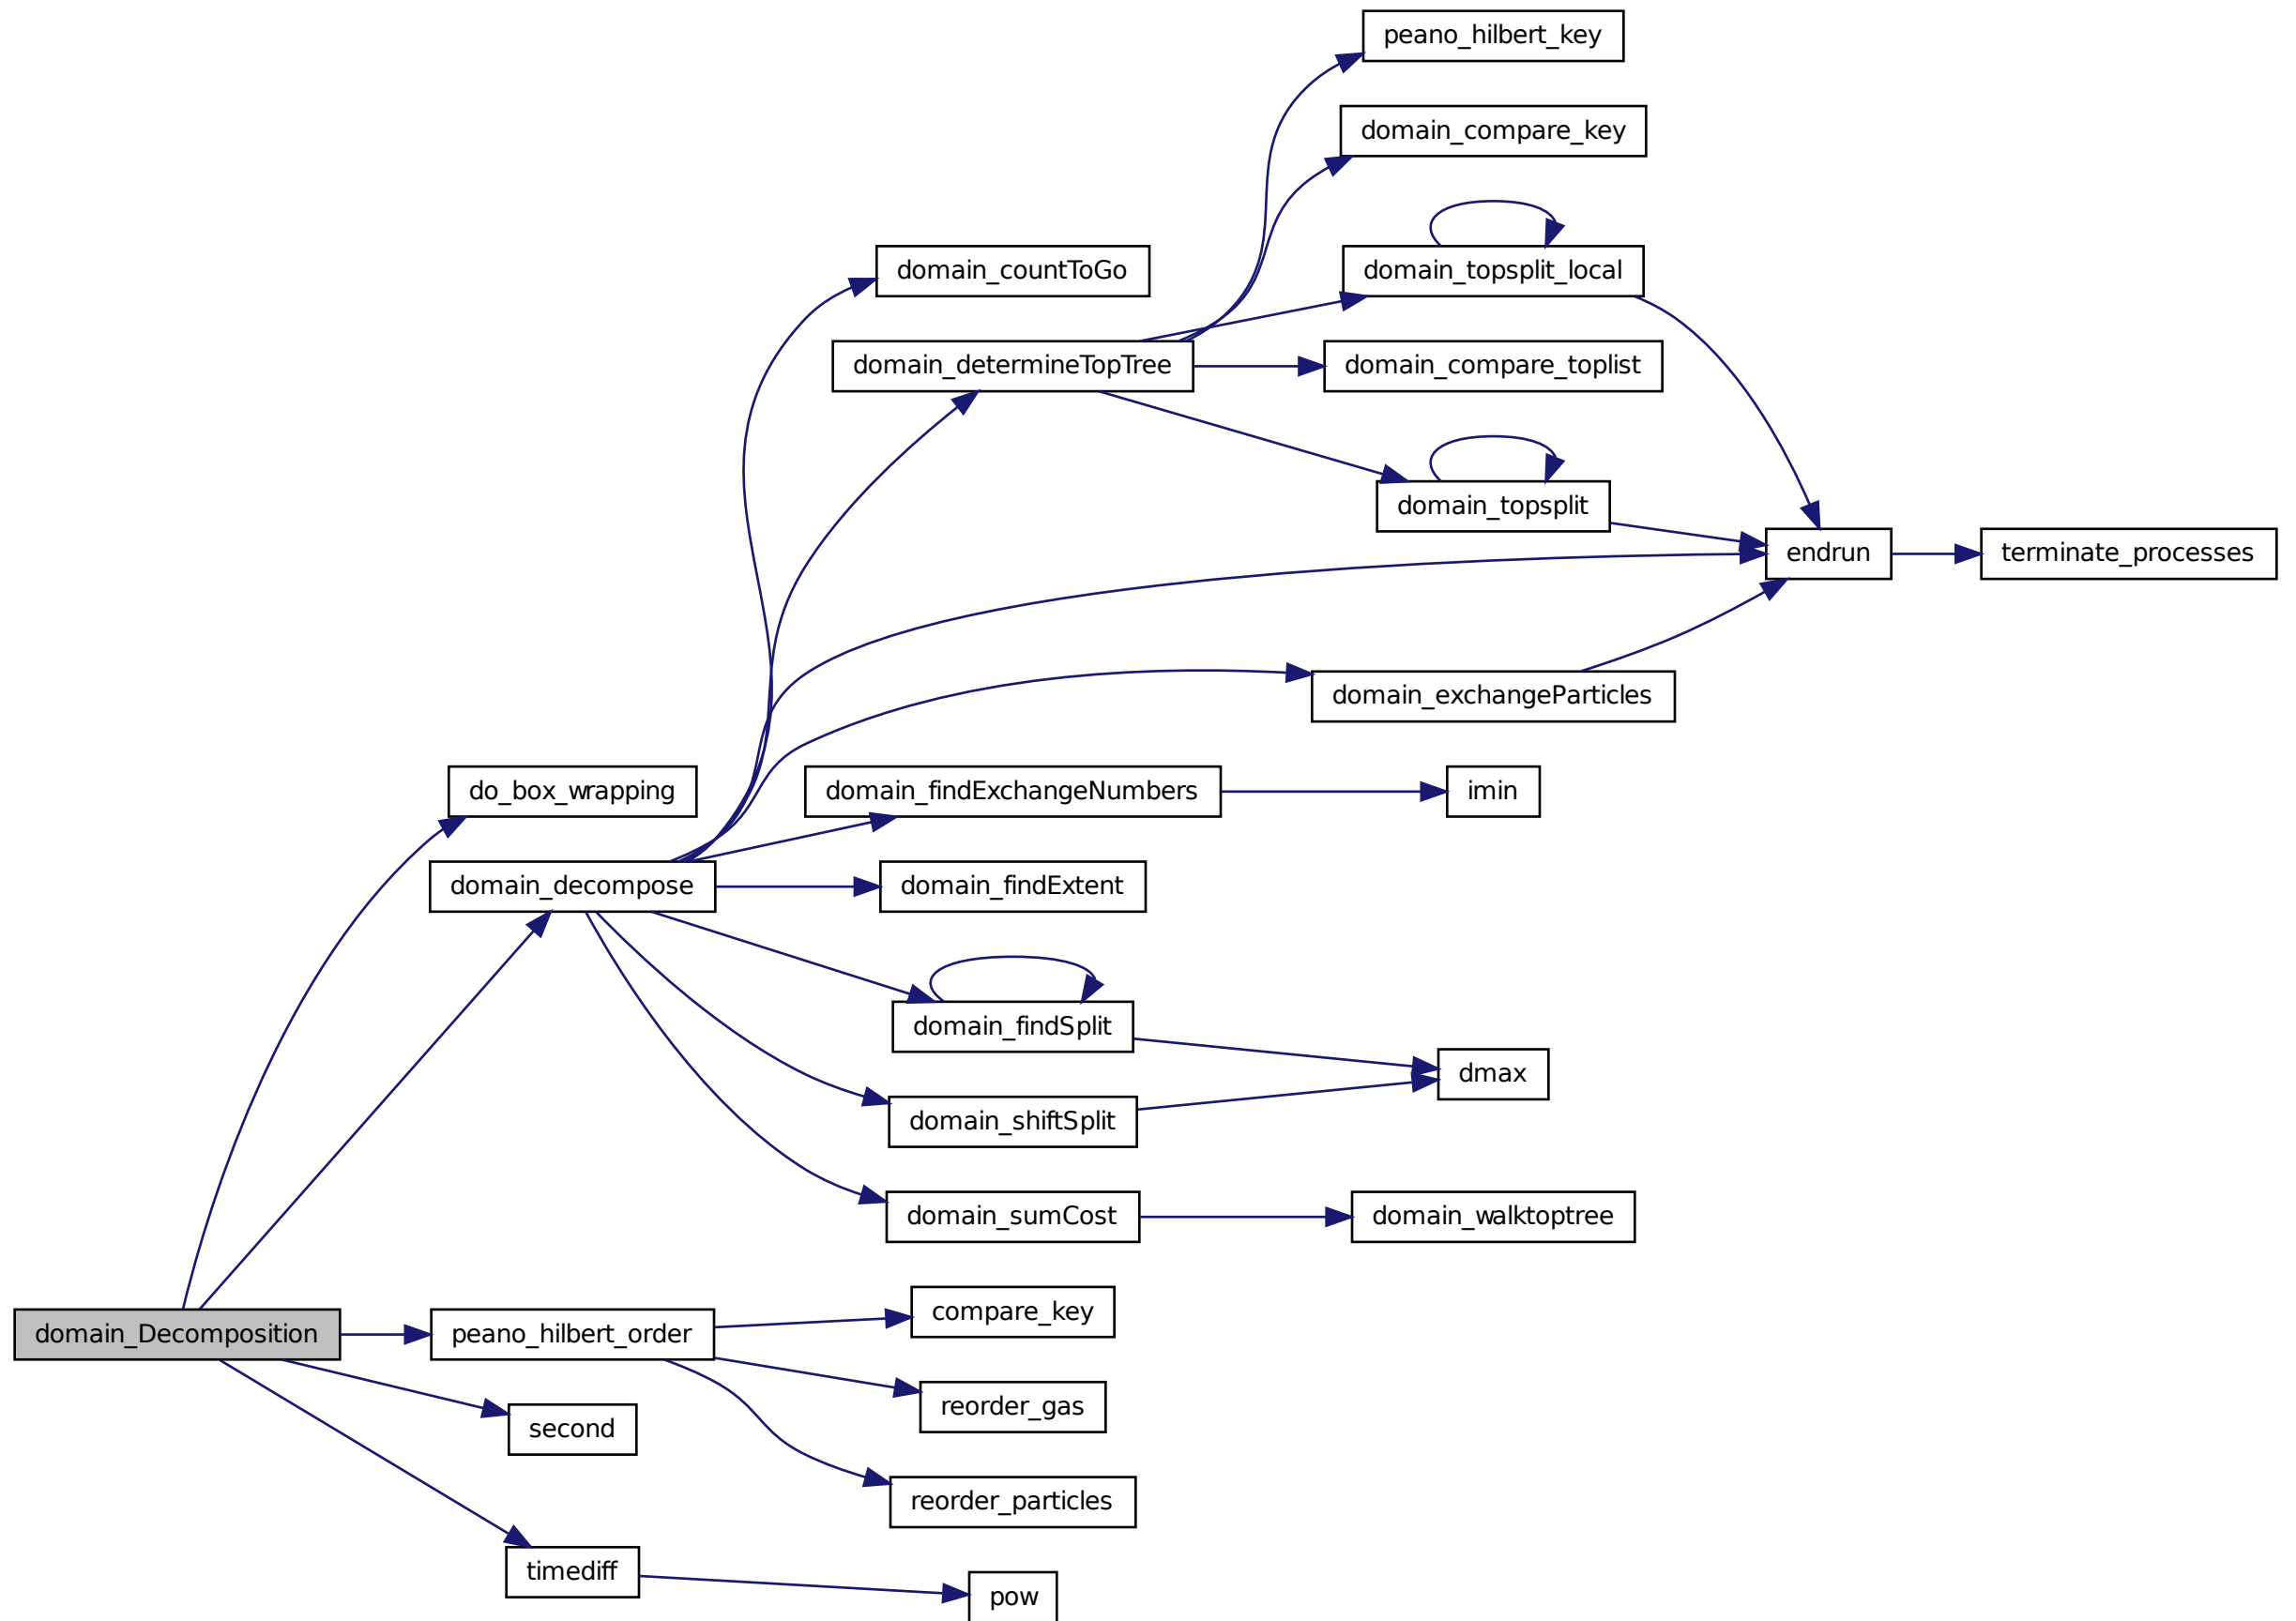 peano_hilbert_key
domain_compare_key
domain_countToGo
domain_topsplit_local
domain_determineTopTree
domain_compare_toplist
domain_topsplit
endrun
terminate_processes
domain_exchangeParticles
do_box_wrapping
domain_findExchangeNumbers
imin
domain_decompose
domain_findExtent
domain_findSplit
dmax
domain_shiftSplit
domain_sumCost
domain_walktoptree
domain_Decomposition
peano_hilbert_order
compare_key
reorder_gas
second
reorder_particles
timediff
pow